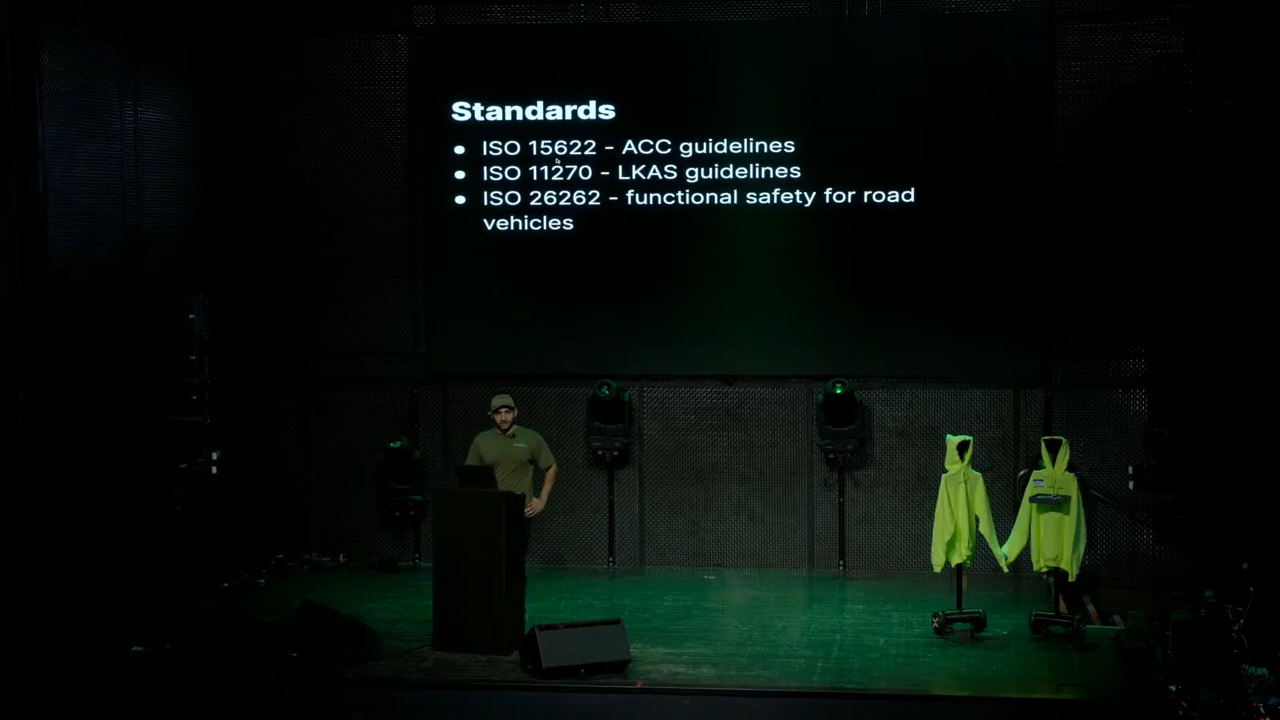 Standards
• ISO 15622 - ACC guidelines
• ISO 11270 - LKAS guidelines
• ISO 26262 - functional safety for road
vehicles